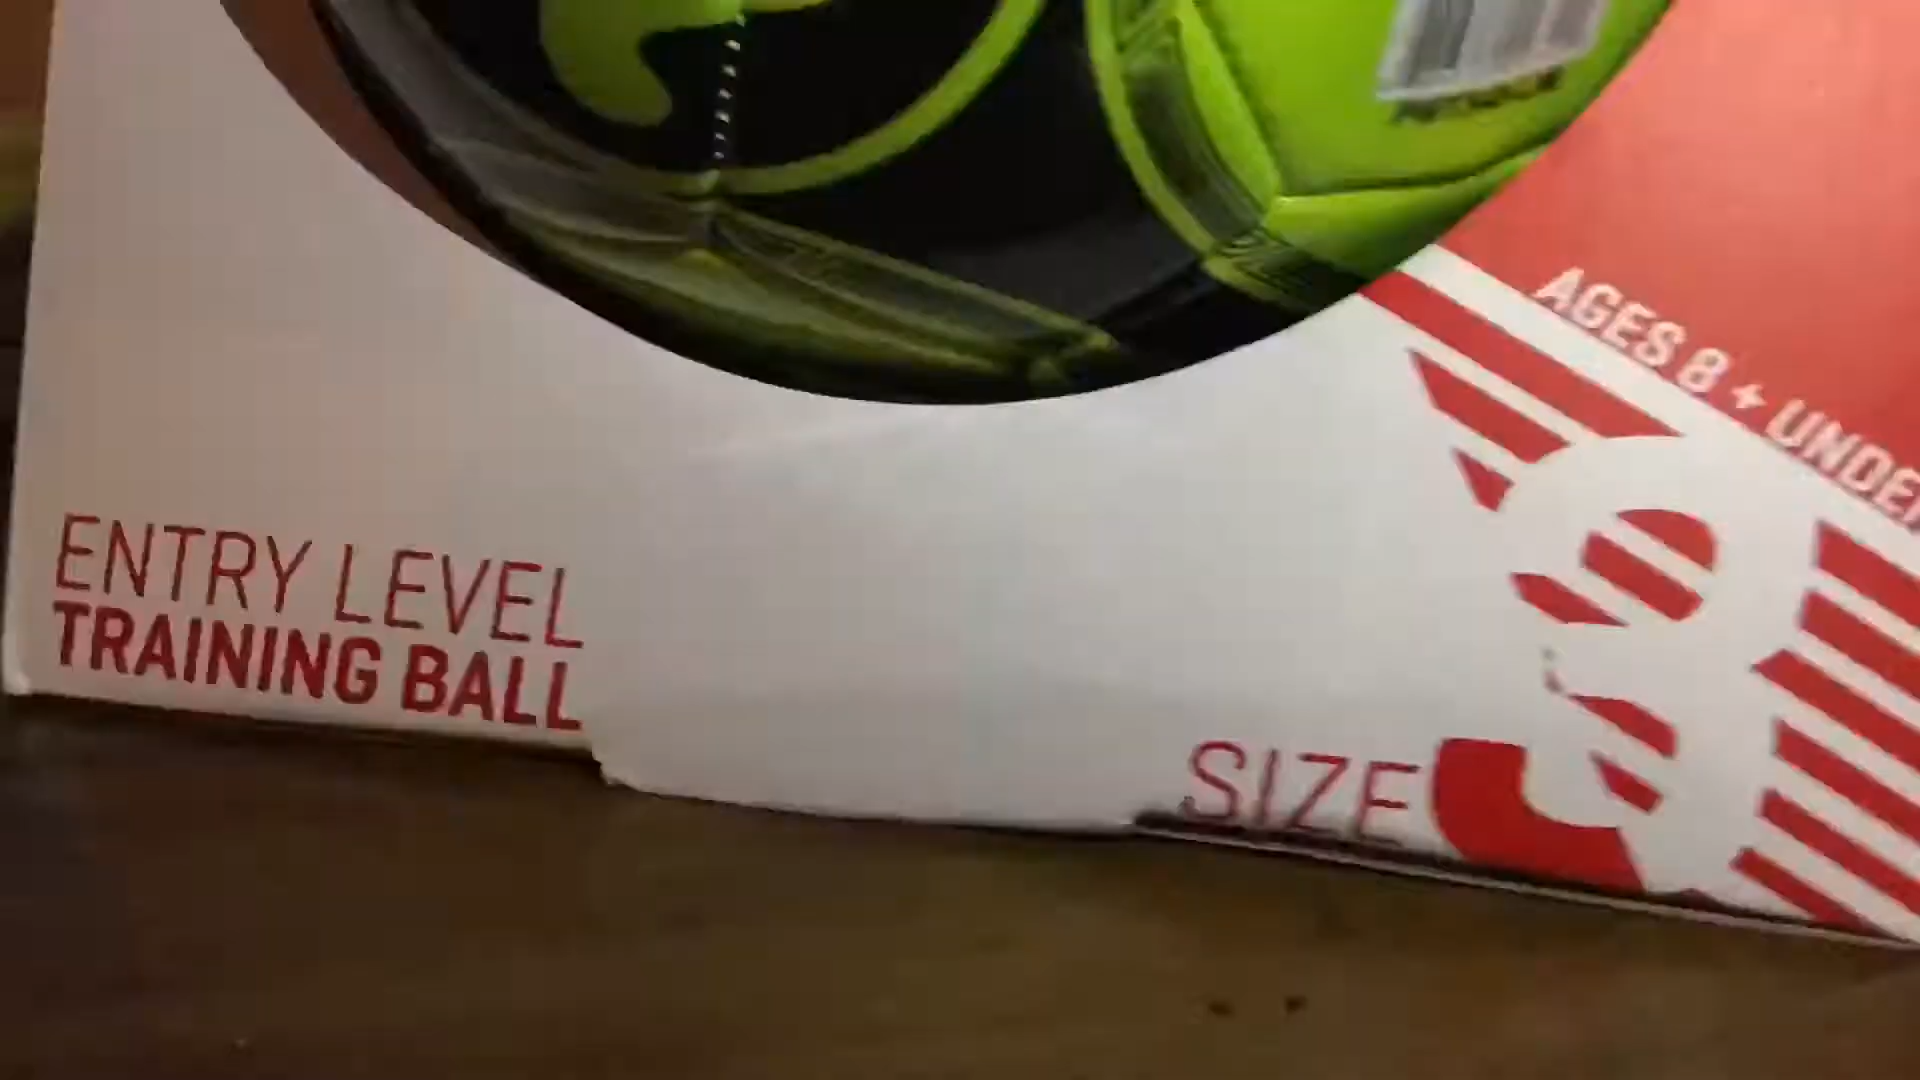 AGES 8 + UNDER
ENTRY LEVEL
TRAINING BALL
SIZE 3